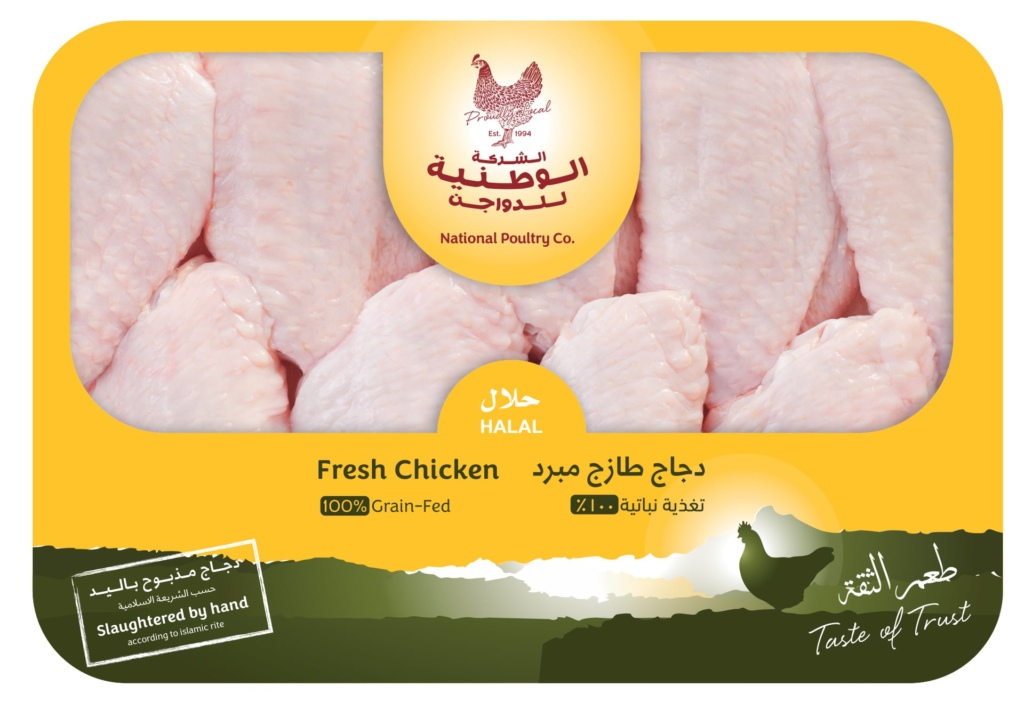 Proudly Local
Est. 1994
الشركة
الوطنية
للدواجن
National Poultry Co.
حلال
HALAL
Fresh Chicken
دجاج طازج مبرد
100% Grain-Fed
تغذية نباتية ١٠٠٪
دجاج مذبوح باليد
حسب الشريعة الاسلامية
Slaughtered by hand
according to islamic rite
طعم الثقة
Taste of Trust